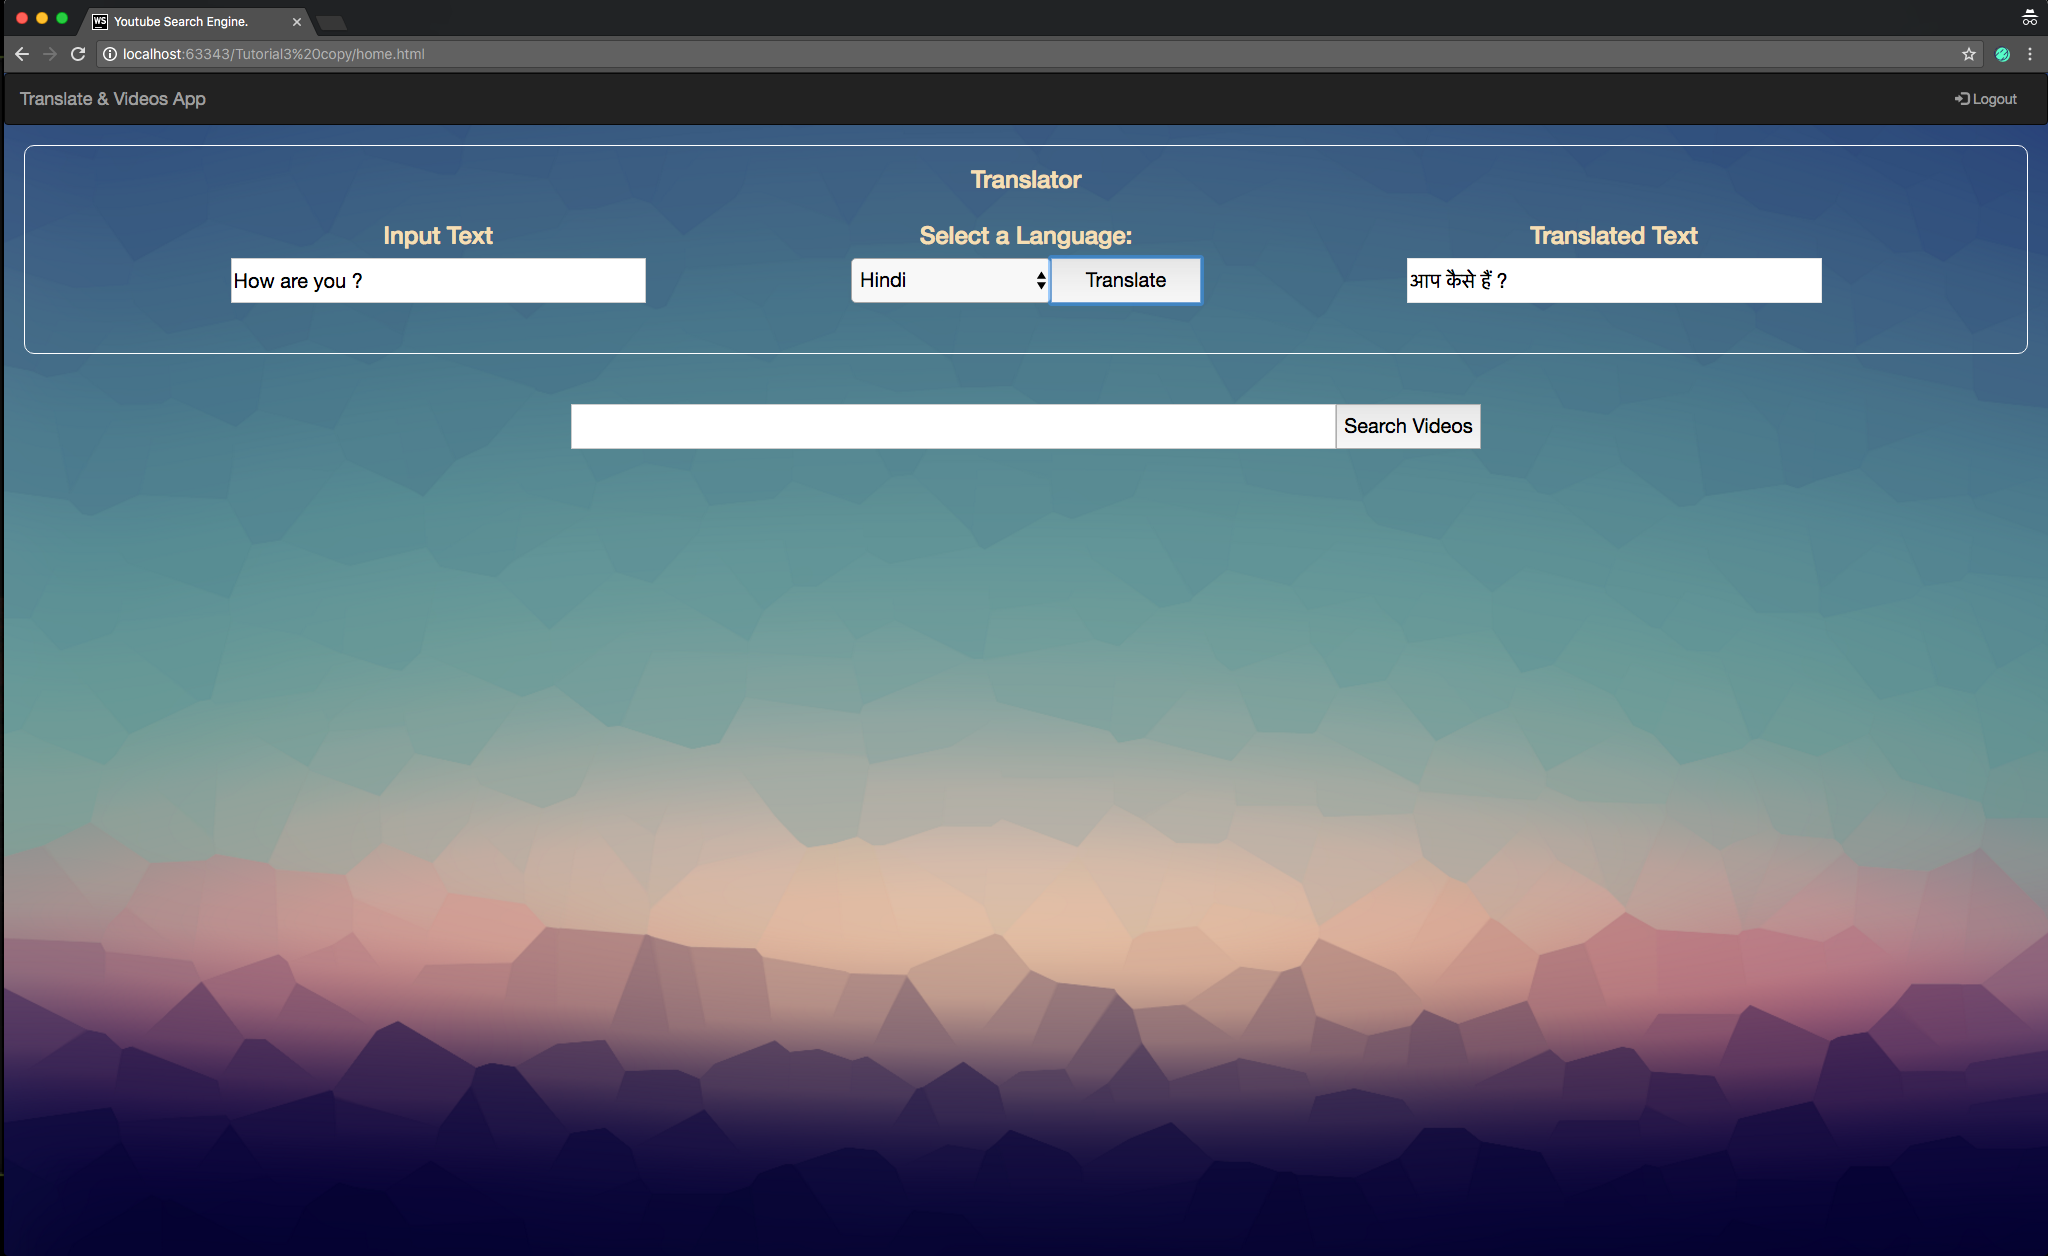 WS Youtube Search Engine.
localhost:63343/Tutorial3%20copy/home.html
Translate & Videos App
Logout
Translator
Input Text
Select a Language:
Translated Text
How are you ?
Hindi
Translate
आप कैसे हैं ?
Search Videos